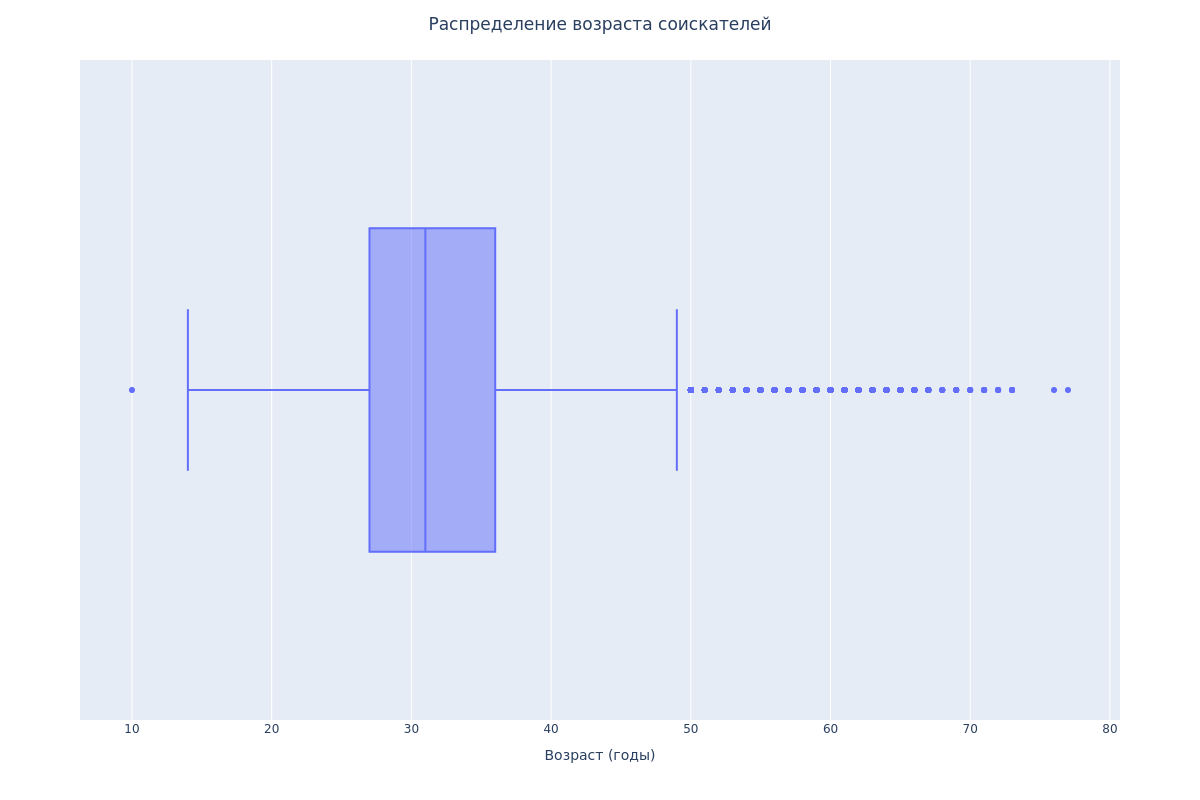 Распределение возраста соискателей
10 20 30 40 50 60 70 80
Возраст (годы)